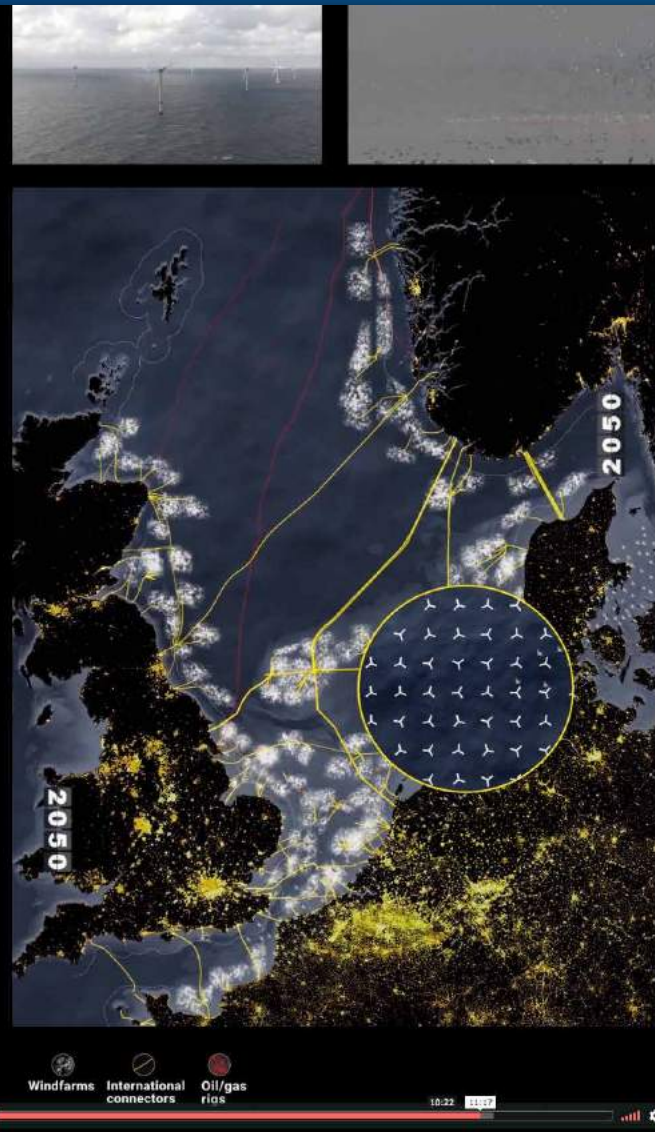 2050
2050
Windfarms
International
connectors
Oil/gas
rigs
10:22
11:17